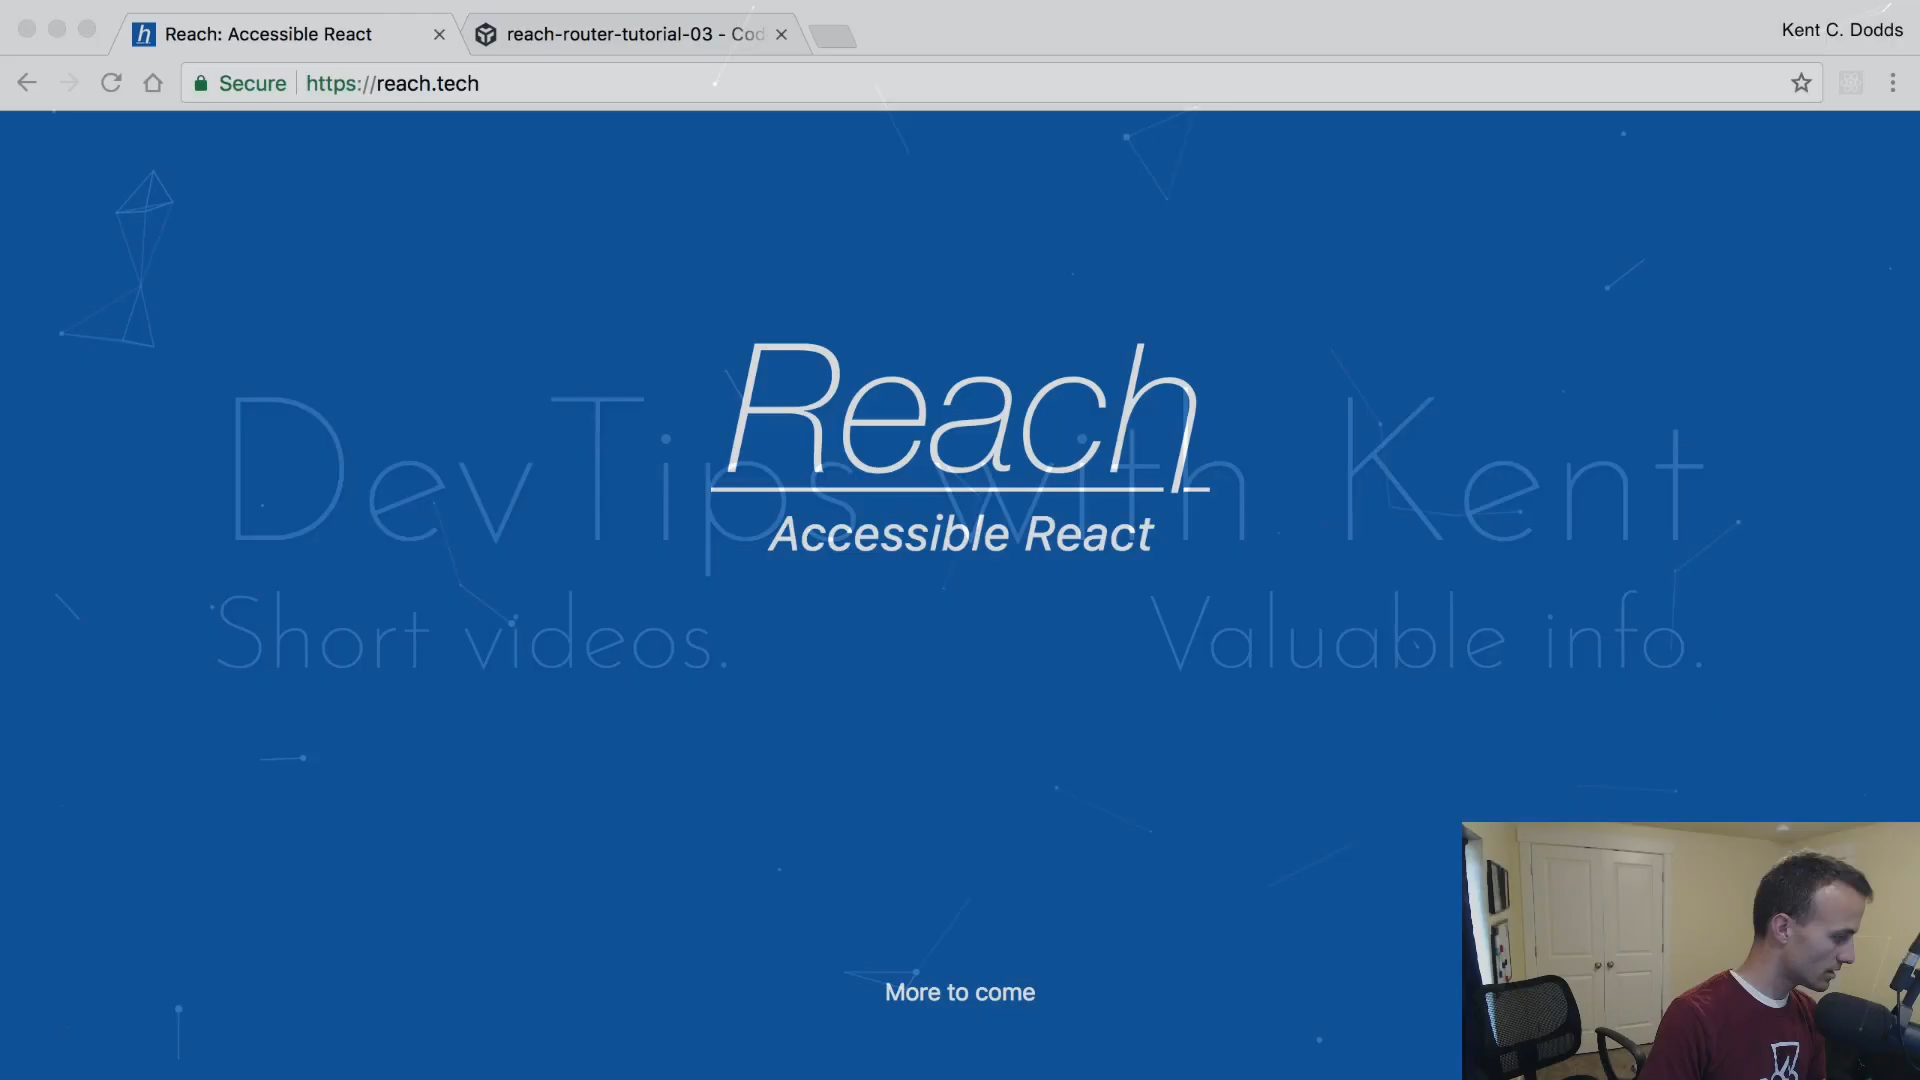 Reach: Accessible React
reach-router-tutorial-03 - Cod
Kent C. Dodds
Secure
https://reach.tech
Reach
Accessible React
DevTips with Kent
Short videos.
Valuable info.
More to come